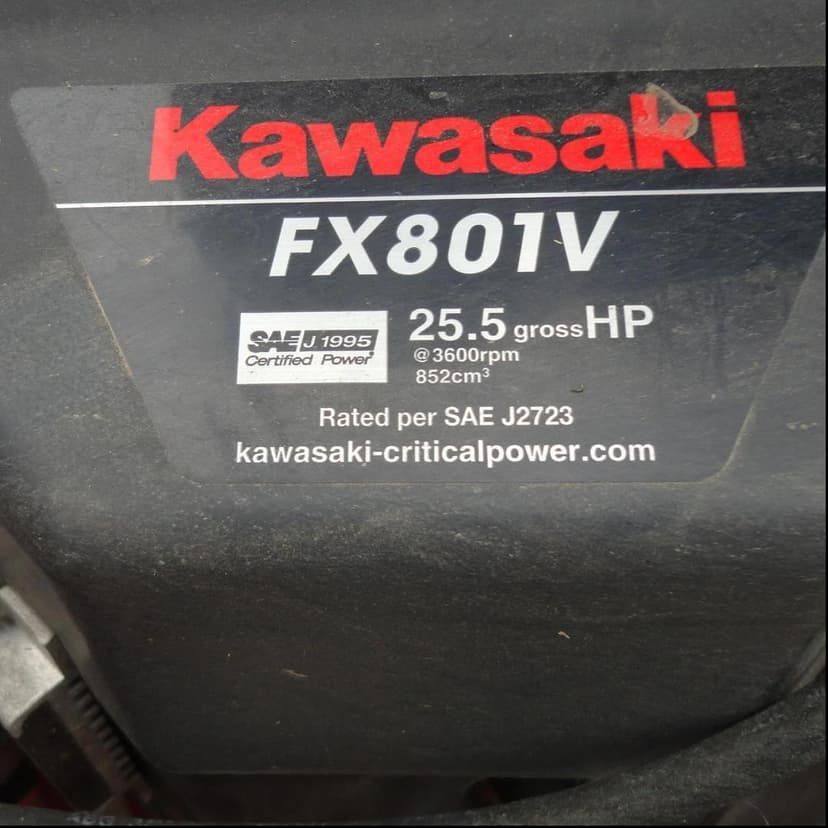 Kawasaki
FX801V
SAE J 1995
Certified Power
25.5 gross HP
@3600rpm
852cm³
Rated per SAE J2723
kawasaki-criticalpower.com